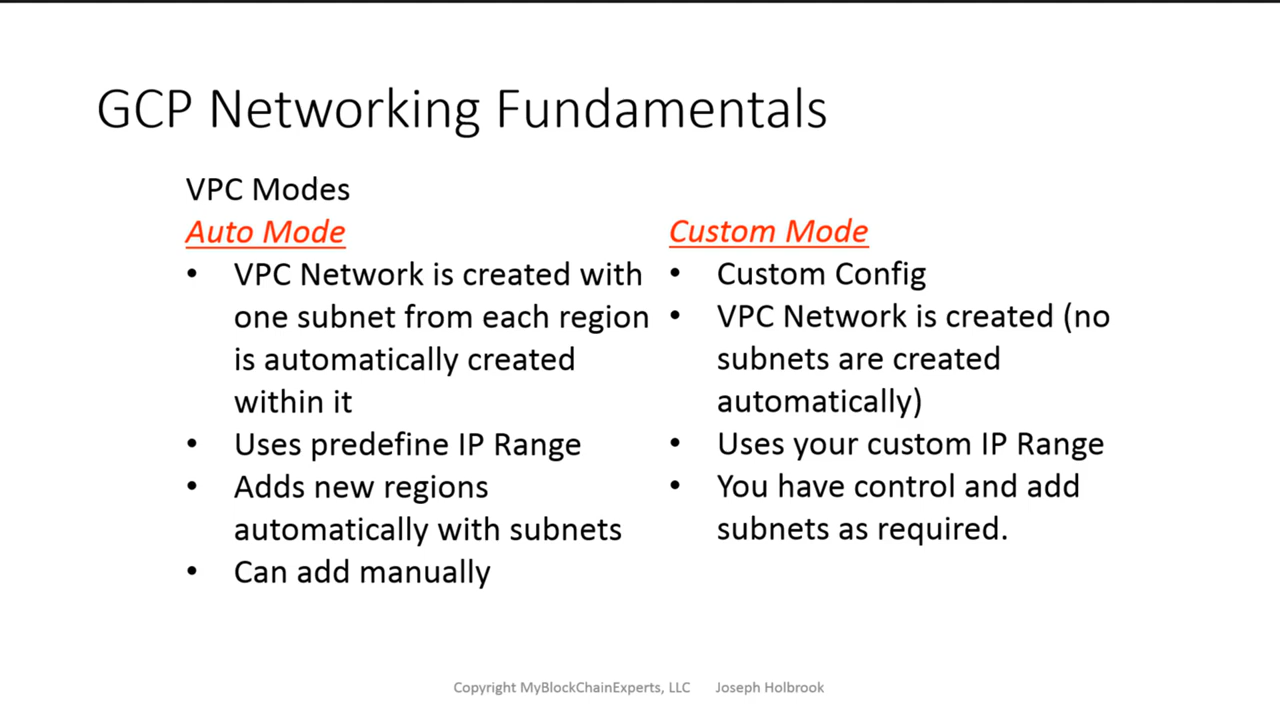 GCP Networking Fundamentals
VPC Modes
Auto Mode
• VPC Network is created with
one subnet from each region
is automatically created
within it
• Uses predefine IP Range
• Adds new regions
automatically with subnets
• Can add manually
Custom Mode
• Custom Config
• VPC Network is created (no
subnets are created
automatically)
• Uses your custom IP Range
• You have control and add
subnets as required.
Copyright MyBlockChainExperts, LLC Joseph Holbrook